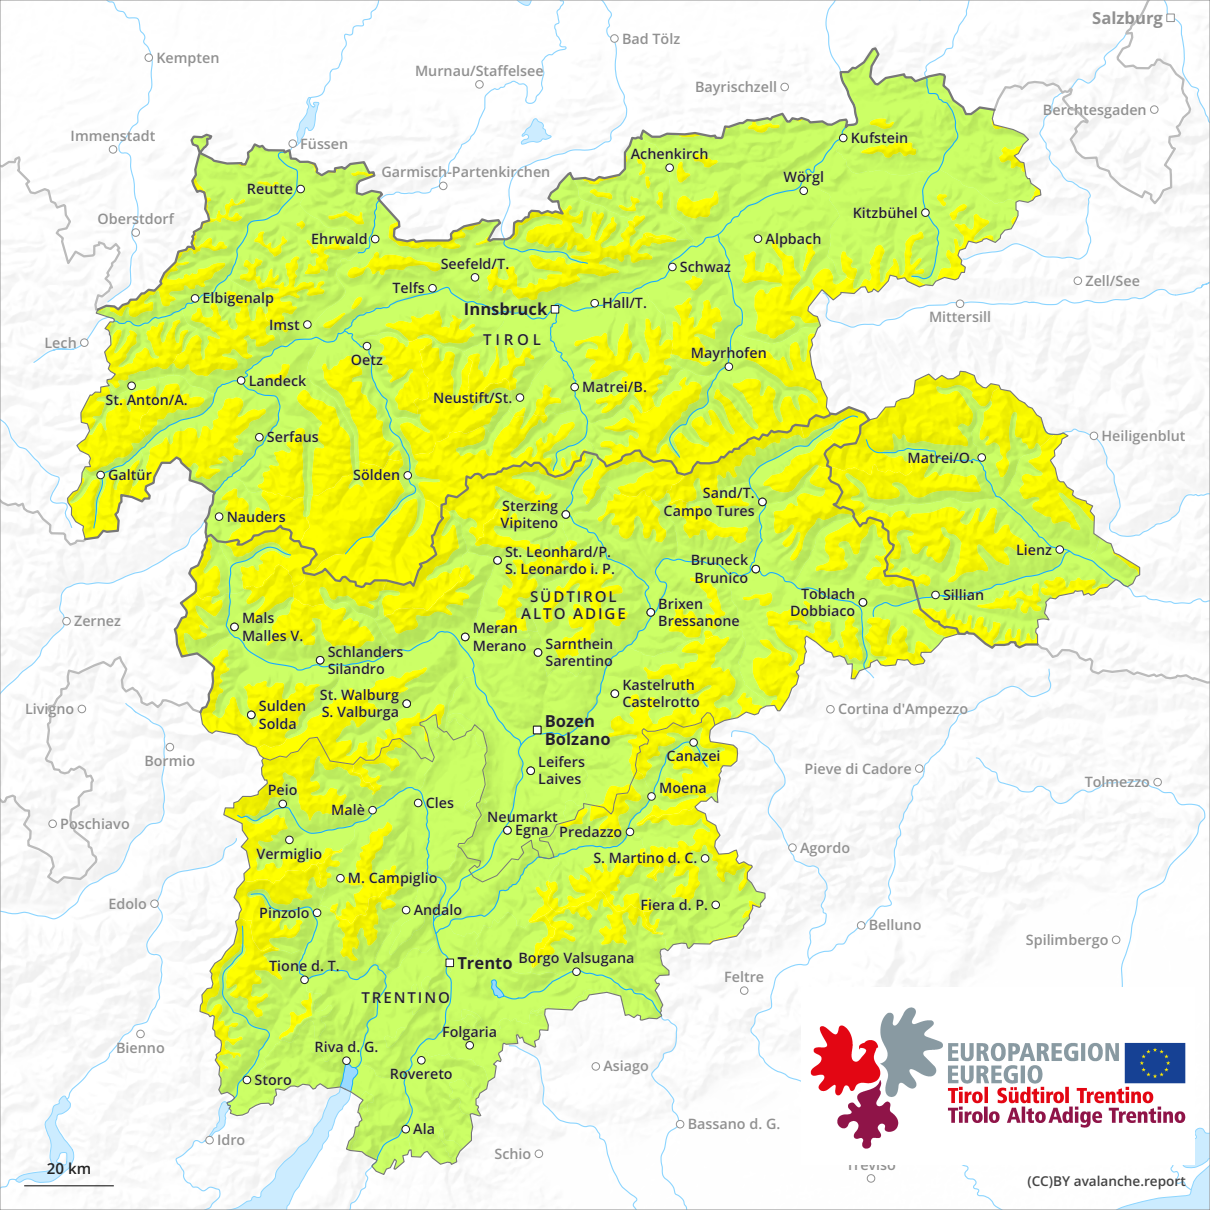 Salzburg
Bad Tölz
Kempten
Murnau/Staffelsee
Bayrischzell
Berchtesgaden
Immenstadt
Füssen
Kufstein
Achenkirch
Garmisch-Partenkirchen
Wörgl
Reutte
Oberstdorf
Kitzbühel
Ehrwald
Alpbach
Seefeld/T.
Schwaz
Zell/See
Telfs
Elbigenalp
Hall/T.
Innsbruck
Mittersill
Imst
TIROL
Lech
Oetz
Mayrhofen
Landeck
Matrei/B.
St. Anton/A.
Neustift/St.
Serfaus
Heiligenblut
Matrei/O.
Galtür
Sölden
Sand/T.
Campo Tures
Sterzing
Vipiteno
Nauders
Lienz
St. Leonhard/P.
S. Leonardo i. P.
Bruneck
Brunico
SÜDTIROL
ALTO ADIGE
Toblach
Dobbiaco
Sillian
Brixen
Bressanone
Zernez
Mals
Malles V.
Meran
Merano
Sarnthein
Sarentino
Schlanders
Silandro
Kastelruth
Castelrotto
St. Walburg
S. Valburga
Livigno
Sulden
Solda
Cortina d'Ampezzo
Bozen
Bolzano
Bormio
Canazei
Leifers
Laives
Pieve di Cadore
Tolmezzo
Peio
Moena
Malè
Cles
Neumarkt
Egna
Poschiavo
Predazzo
Vermiglio
Agordo
S. Martino d. C.
M. Campiglio
Edolo
Pinzolo
Andalo
Fiera d. P.
Belluno
Spilimbergo
Trento
Borgo Valsugana
Tione d. T.
Feltre
TRENTINO
Folgaria
Bienno
Riva d. G.
Rovereto
Asiago
Storo
EUROPAREGION
EUREGIO
Tirol Südtirol Trentino
Tirolo Alto Adige Trentino
Ala
Bassano d. G.
Idro
Schio
Treviso
20 km
(CC)BY avalanche.report